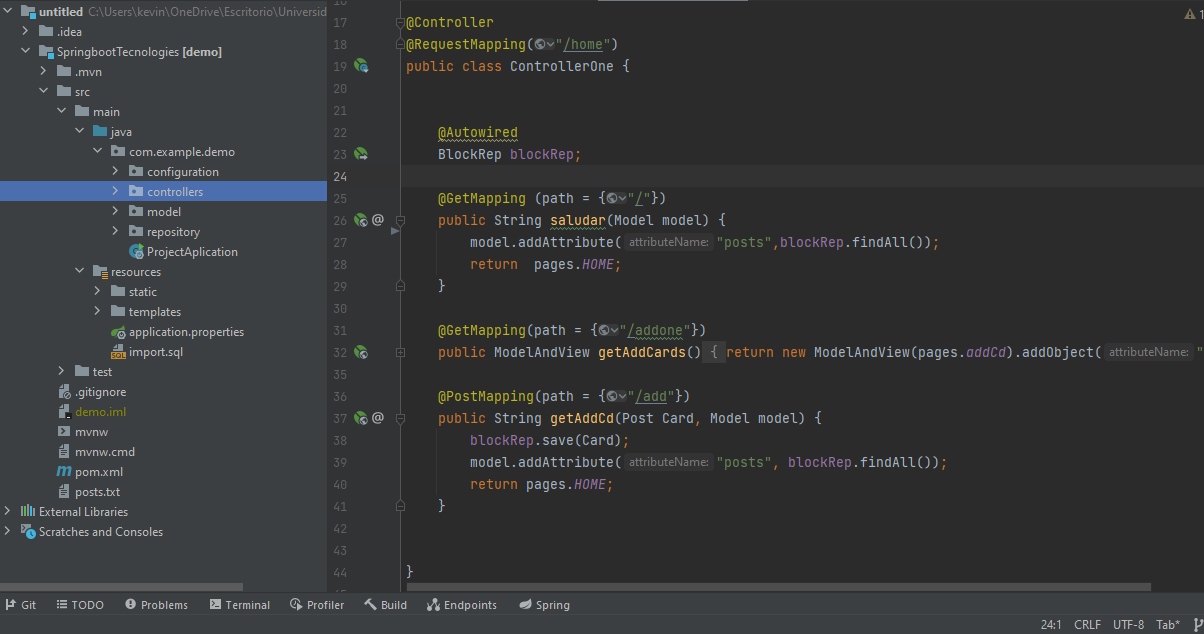 untitled C:\Users\kevin\OneDrive\Escritorio\Universid
.idea
SpringbootTecnologies [demo]
.mvn
src
main
java
com.example.demo
configuration
controllers
model
repository
ProjectAplication
resources
static
templates
application.properties
import.sql
test
.gitignore
demo.iml
mvnw
mvnw.cmd
pom.xml
posts.txt
External Libraries
Scratches and Consoles
1
17 @Controller
18 @RequestMapping("/home")
19 public class ControllerOne {
20
21
22 @Autowired
23 BlockRep blockRep;
24
25 @GetMapping (path = {"/"})
26 @ public String saludar(Model model) {
27 model.addAttribute( attributeName: "posts",blockRep.findAll());
28 return pages.HOME;
29 }
30
31 @GetMapping(path = {"/addone"})
32 public ModelAndView getAddCards() { return new ModelAndView(pages.addCd).addObject( attributeName: "
35
36 @PostMapping(path = {"/add"})
37 @ public String getAddCd(Post Card, Model model) {
38 blockRep.save(Card);
39 model.addAttribute( attributeName: "posts", blockRep.findAll());
40 return pages.HOME;
41 }
42
43
44 }
Git TODO Problems Terminal Profiler Build Endpoints Spring
24:1 CRLF UTF-8 Tab*